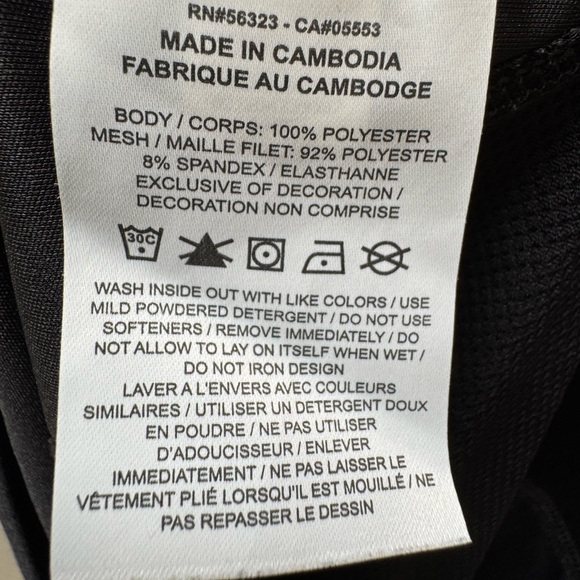 RN#56323 - CA#05553
MADE IN CAMBODIA
FABRIQUE AU CAMBODGE
BODY / CORPS: 100% POLYESTER
MESH / MAILLE FILET: 92% POLYESTER
8% SPANDEX / ELASTHANNE
EXCLUSIVE OF DECORATION /
DECORATION NON COMPRISE
30C
WASH INSIDE OUT WITH LIKE COLORS / USE
MILD POWDERED DETERGENT / DO NOT USE
SOFTENERS / REMOVE IMMEDIATELY / DO
NOT ALLOW TO LAY ON ITSELF WHEN WET /
DO NOT IRON DESIGN
LAVER A L'ENVERS AVEC COULEURS
SIMILAIRES / UTILISER UN DETERGENT DOUX
EN POUDRE / NE PAS UTILISER
D'ADOUCISSEUR / ENLEVER
IMMEDIATEMENT / NE PAS LAISSER LE
VÊTEMENT PLIÉ LORSQU'IL EST MOUILLÉ / NE
PAS REPASSER LE DESSIN